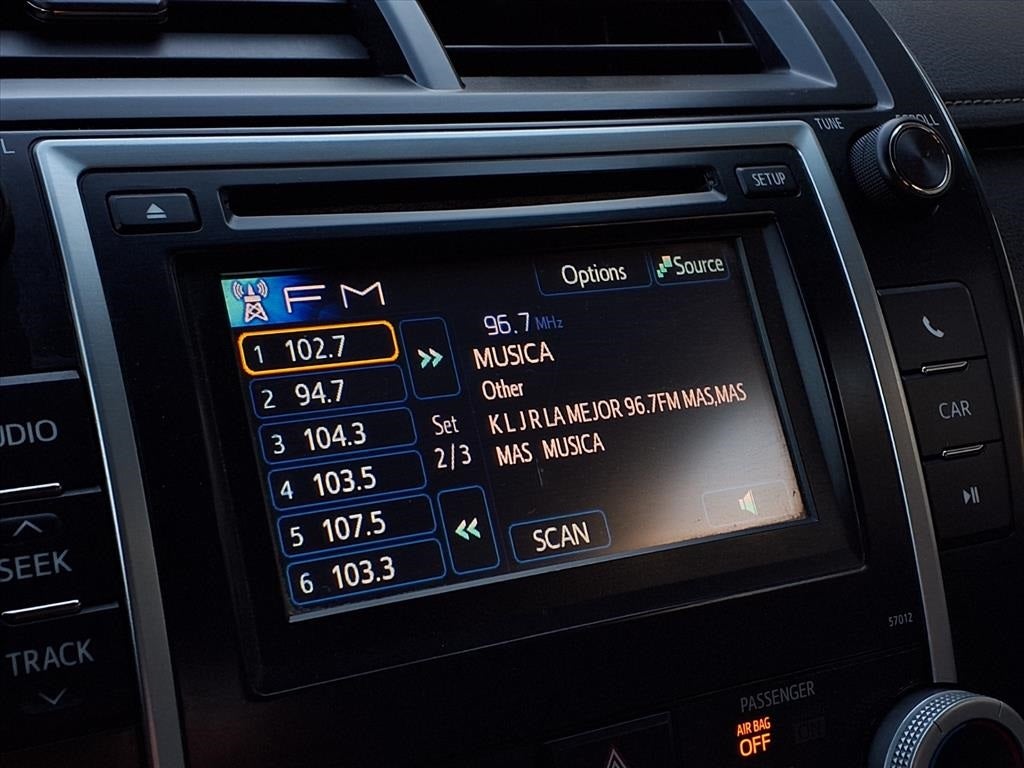 TUNE
SCROLL
SETUP
FM
Options
Source
96.7 MHz
1 102.7
MUSICA
2 94.7
Other
3 104.3
Set
2/3
K L J R LA MEJOR 96.7FM MAS,MAS
MAS MUSICA
4 103.5
5 107.5
6 103.3
SCAN
CAR
SEEK
TRACK
57012
PASSENGER
AIR BAG
OFF
ON